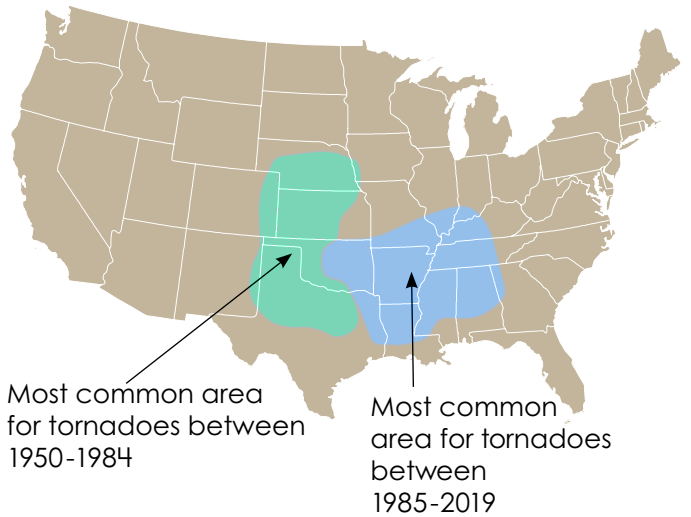 Most common area
for tornadoes between
1950-1984
Most common
area for tornadoes
between
1985-2019